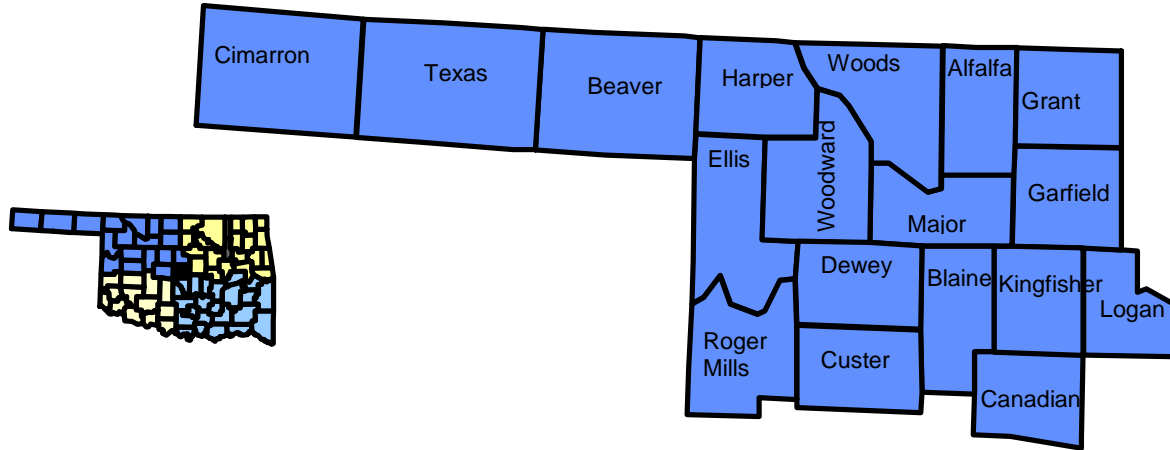 Cimarron
Texas
Beaver
Harper
Woods
Alfalfa
Grant
Ellis
Woodward
Garfield
Major
Dewey
Blaine
Kingfisher
Logan
Roger
Mills
Custer
Canadian